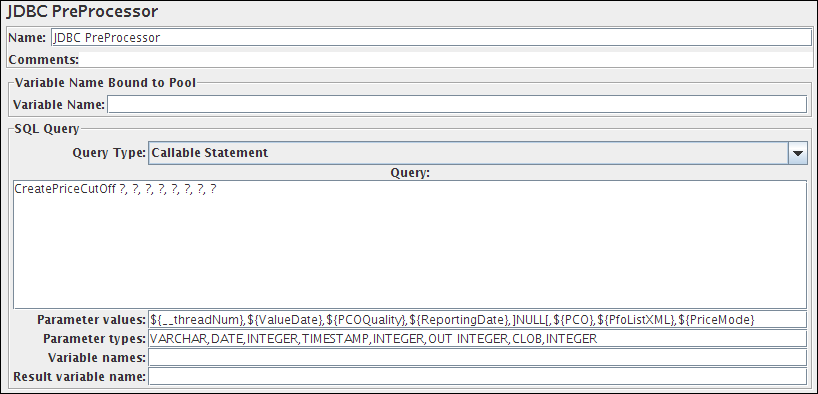 JDBC PreProcessor
Name: JDBC PreProcessor
Comments:
Variable Name Bound to Pool
Variable Name:
SQL Query
Query Type: Callable Statement
Query:
CreatePriceCutOff ?, ?, ?, ?, ?, ?, ?, ?
Parameter values: ${__threadNum},${ValueDate},${PCOQuality},${ReportingDate},]NULL[,${PCO},${PfoListXML},${PriceMode}
Parameter types: VARCHAR,DATE,INTEGER,TIMESTAMP,INTEGER,OUT INTEGER,CLOB,INTEGER
Variable names:
Result variable name: